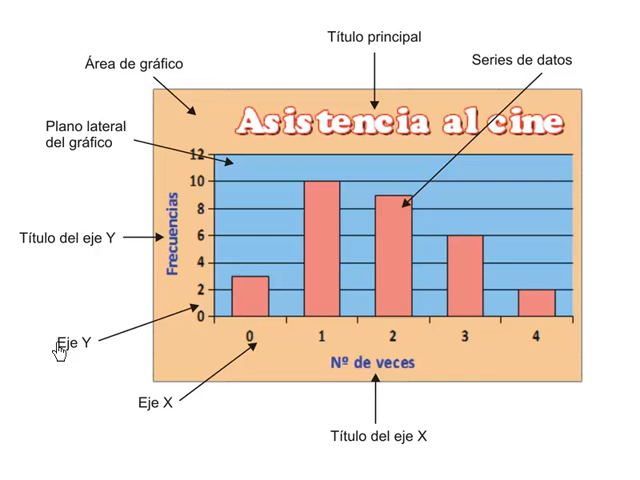 Título principal
Series de datos
Área de gráfico
Asistencia al cine
Plano lateral
del gráfico
12
10
8
6
4
2
0
Frecuencias
Título del eje Y
Eje Y
0 1 2 3 4
Nº de veces
Eje X
Título del eje X